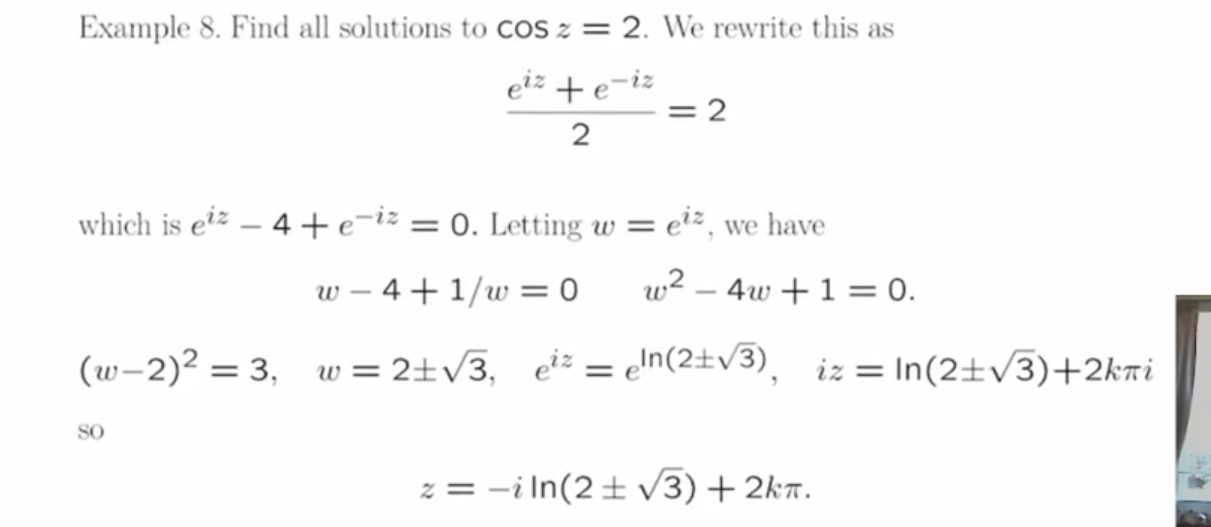 Example 8. Find all solutions to cos z = 2. We rewrite this as
\frac{e^{iz} + e^{-iz}}{2} = 2
which is e^{iz} − 4 + e^{−iz} = 0. Letting w = e^{iz}, we have
w − 4 + 1/w = 0    w^2 − 4w + 1 = 0.
(w−2)^2 = 3,   w = 2±√3,   e^{iz} = e^{ln(2±√3)},   iz = ln(2±√3)+2kπi
so
z = −i ln(2 ± √3) + 2kπ.